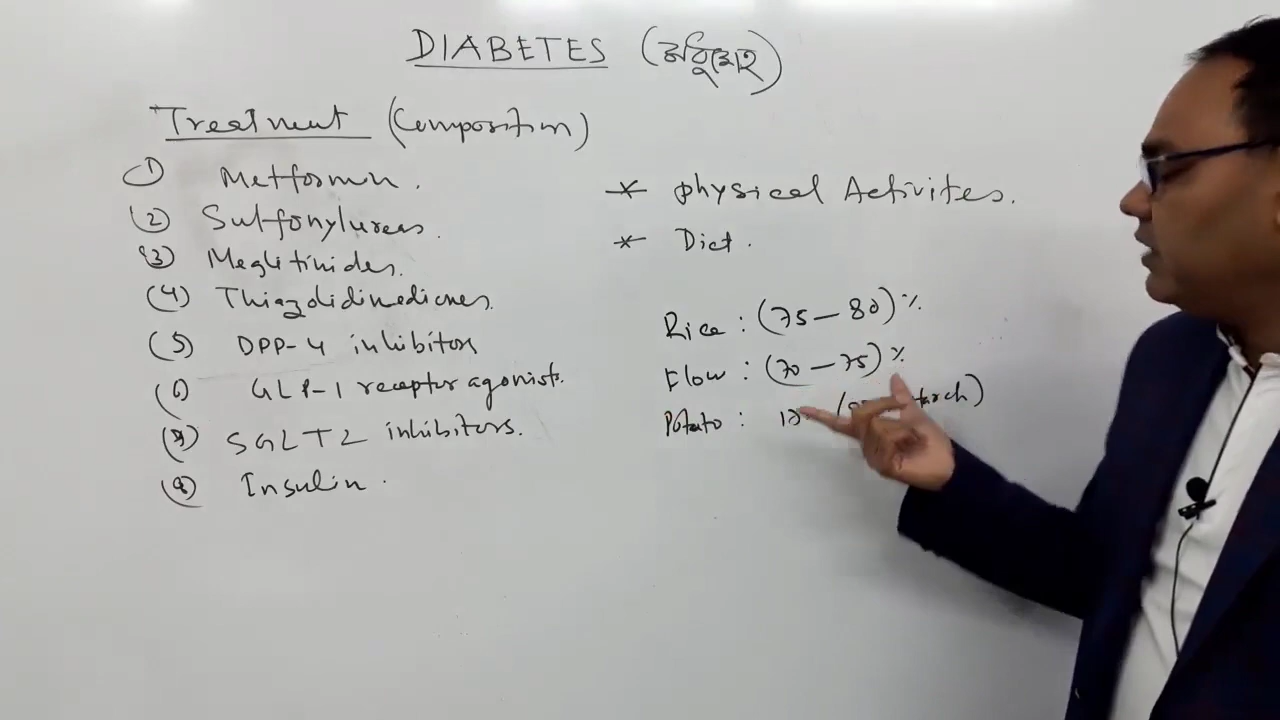 DIABETES (মধুমেহ)
Treatment (Composition)
(1) Metformin.
(2) Sulfonylureas.
(3) Meglitinides.
(4) Thiazolidinediones.
(5) DPP-4 inhibitors
(6) GLP-1 receptor agonists.
(7) SGLT2 inhibitors.
(8) Insulin.
* Physical Activites.
* Diet.
Rice : (75 – 80)%
Flow : (70 – 75)%
Potato :